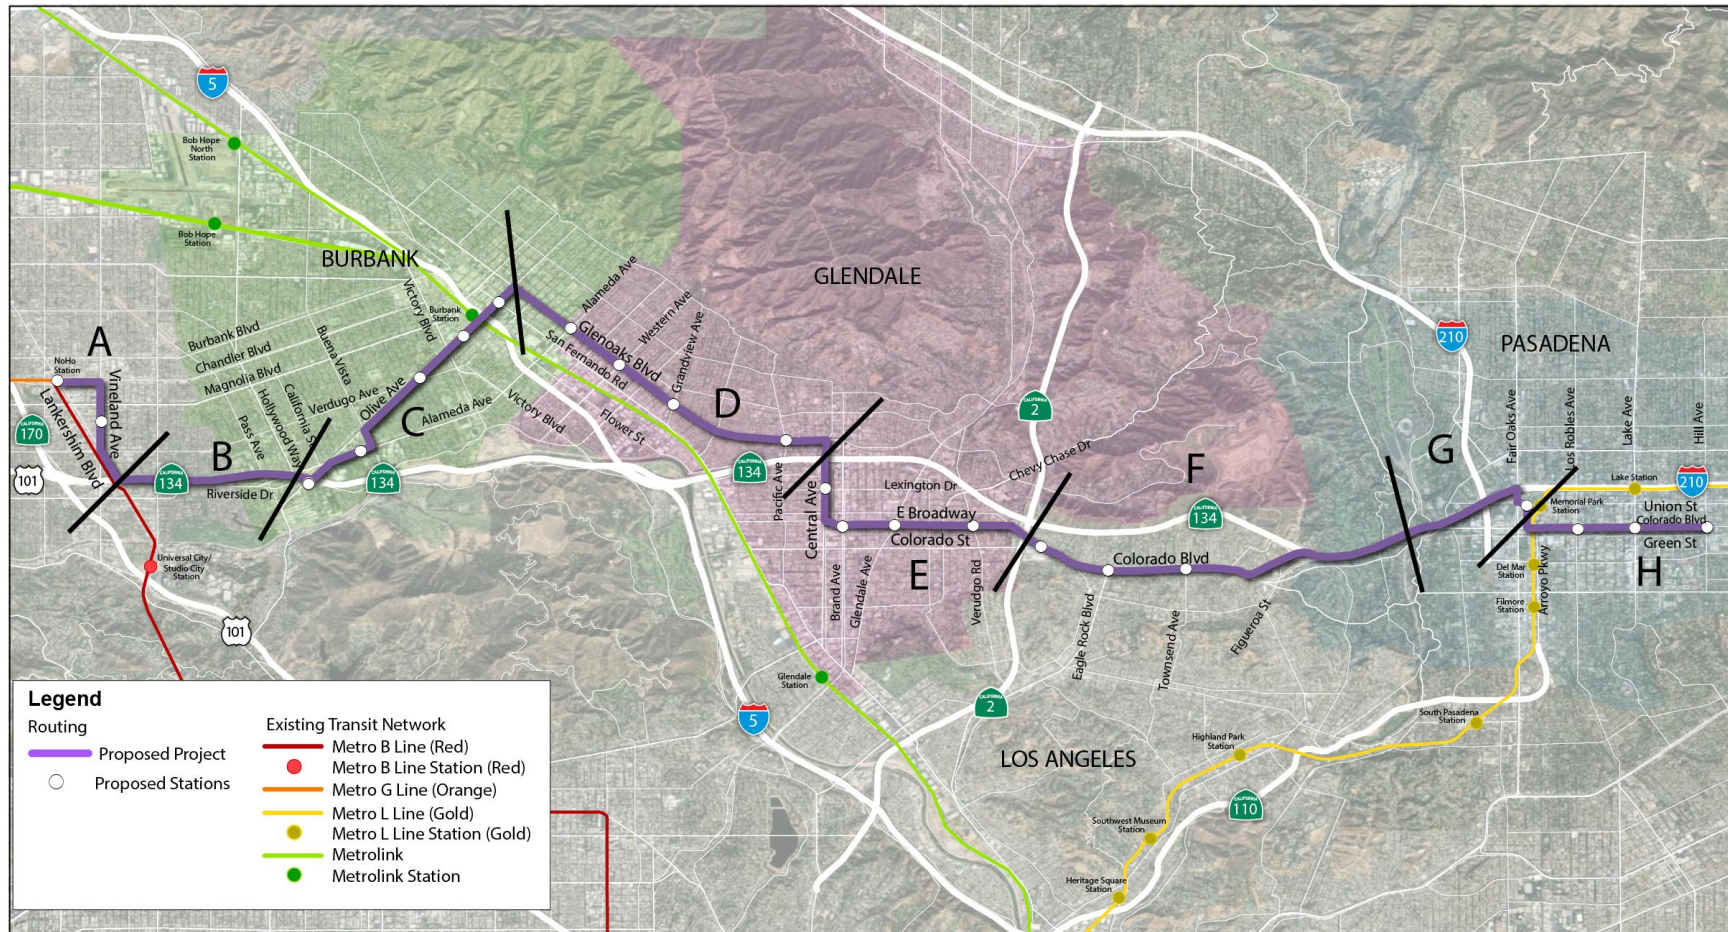 5
Bob Hope
North
Station
Bob Hope
Station
BURBANK
GLENDALE
PASADENA
LOS ANGELES
Burbank
Station
Victory Blvd
Alameda Ave
Western Ave
Grandview Ave
Glenoaks Blvd
San Fernando Rd
Burbank Blvd
Chandler Blvd
Magnolia Blvd
Buena Vista
Verdugo Ave
Olive Ave
Alameda Ave
Victory Blvd
Flower St
California St
Hollywood Way
Pass Ave
A
NoHo
Station
Vineland Ave
Lankershim Blvd
CALIFORNIA
170
101
B
CALIFORNIA
134
Riverside Dr
C
CALIFORNIA
134
D
CALIFORNIA
134
Pacific Ave
Central Ave
Lexington Dr
E Broadway
Colorado St
Brand Ave
Glendale Ave
E
Verudgo Rd
Chevy Chase Dr
CALIFORNIA
2
F
CALIFORNIA
134
Colorado Blvd
Eagle Rock Blvd
Townsend Ave
Figueroa St
G
210
Fair Oaks Ave
Los Robles Ave
Lake Ave
Hill Ave
Lake Station
210
Memorial Park
Station
Union St
Colorado Blvd
Green St
H
Del Mar
Station
Arroyo Pkwy
Filmore
Station
Universal City/
Studio City
Station
101
Glendale
Station
5
CALIFORNIA
2
South Pasadena
Station
Highland Park
Station
CALIFORNIA
110
Southwest Museum
Station
Heritage Square
Station
Legend
Routing
Proposed Project
Proposed Stations
Existing Transit Network
Metro B Line (Red)
Metro B Line Station (Red)
Metro G Line (Orange)
Metro L Line (Gold)
Metro L Line Station (Gold)
Metrolink
Metrolink Station